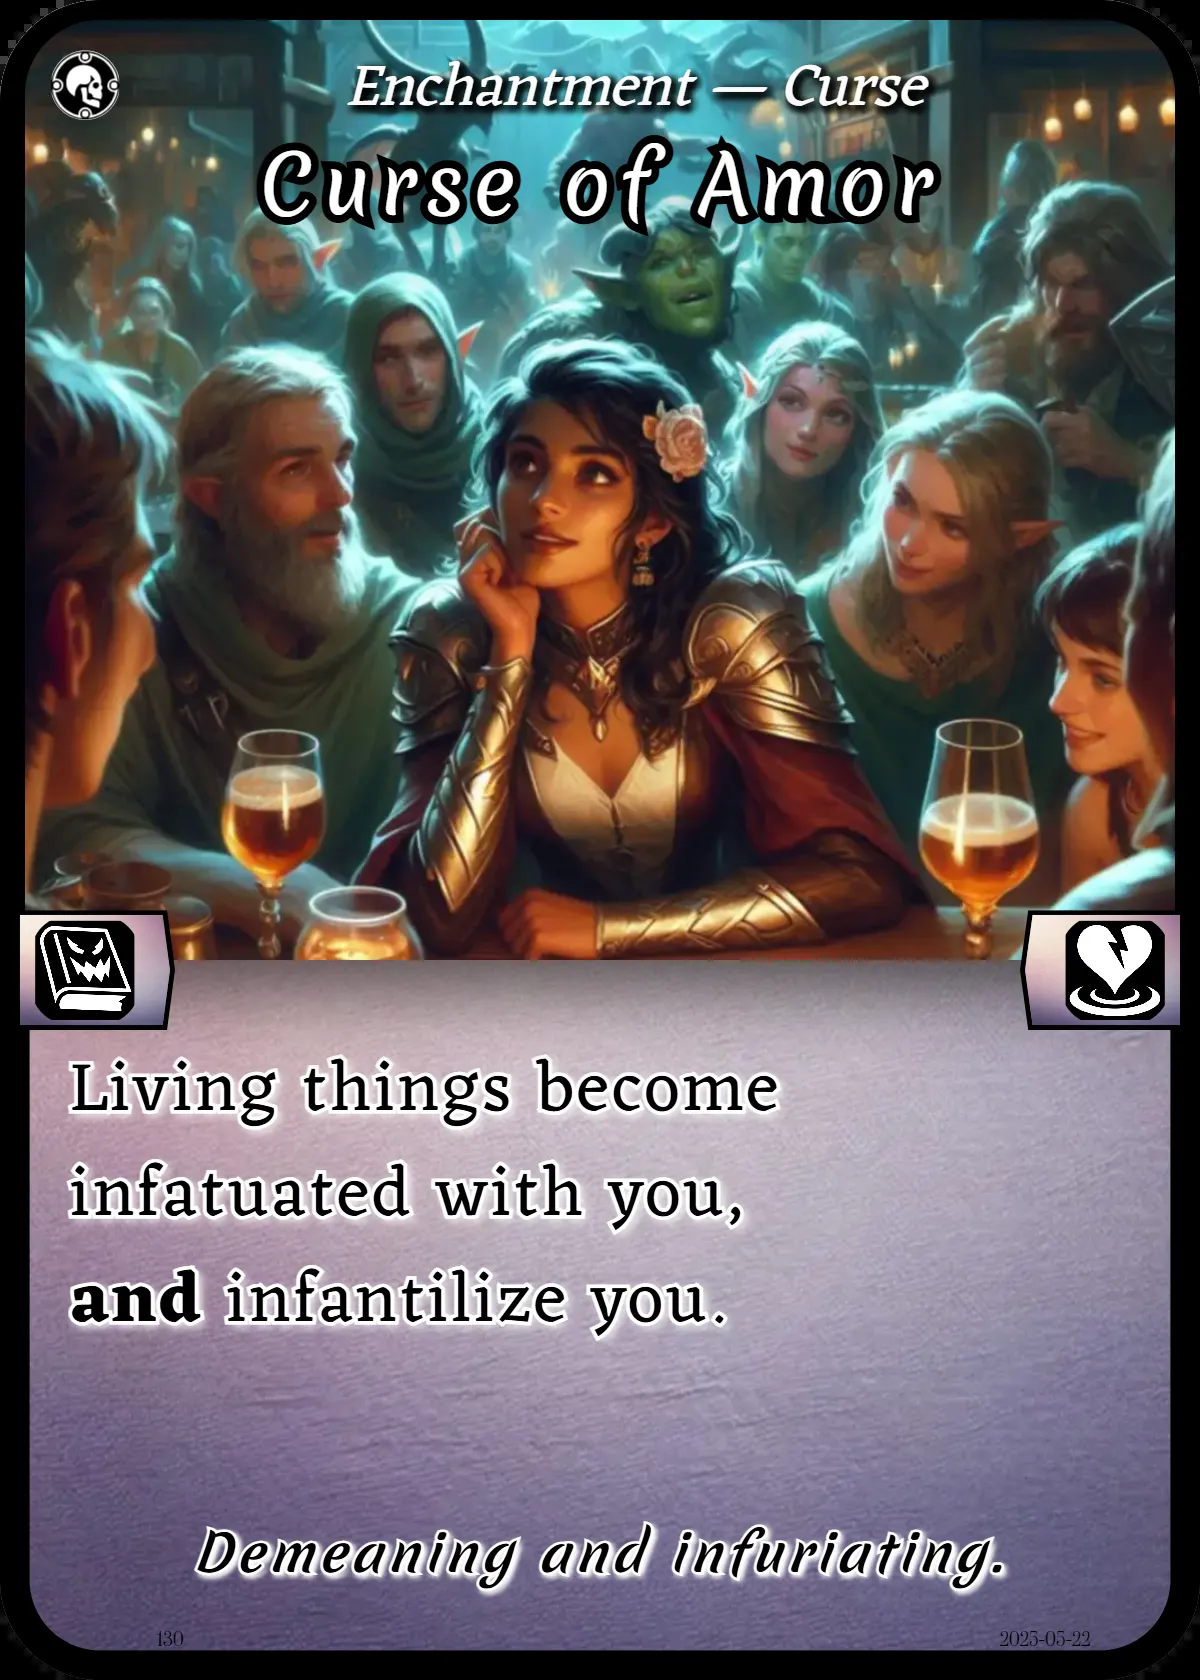 Enchantment — Curse
Curse of Amor
Living things become
infatuated with you,
and infantilize you.
Demeaning and infuriating.
130
2025-05-22